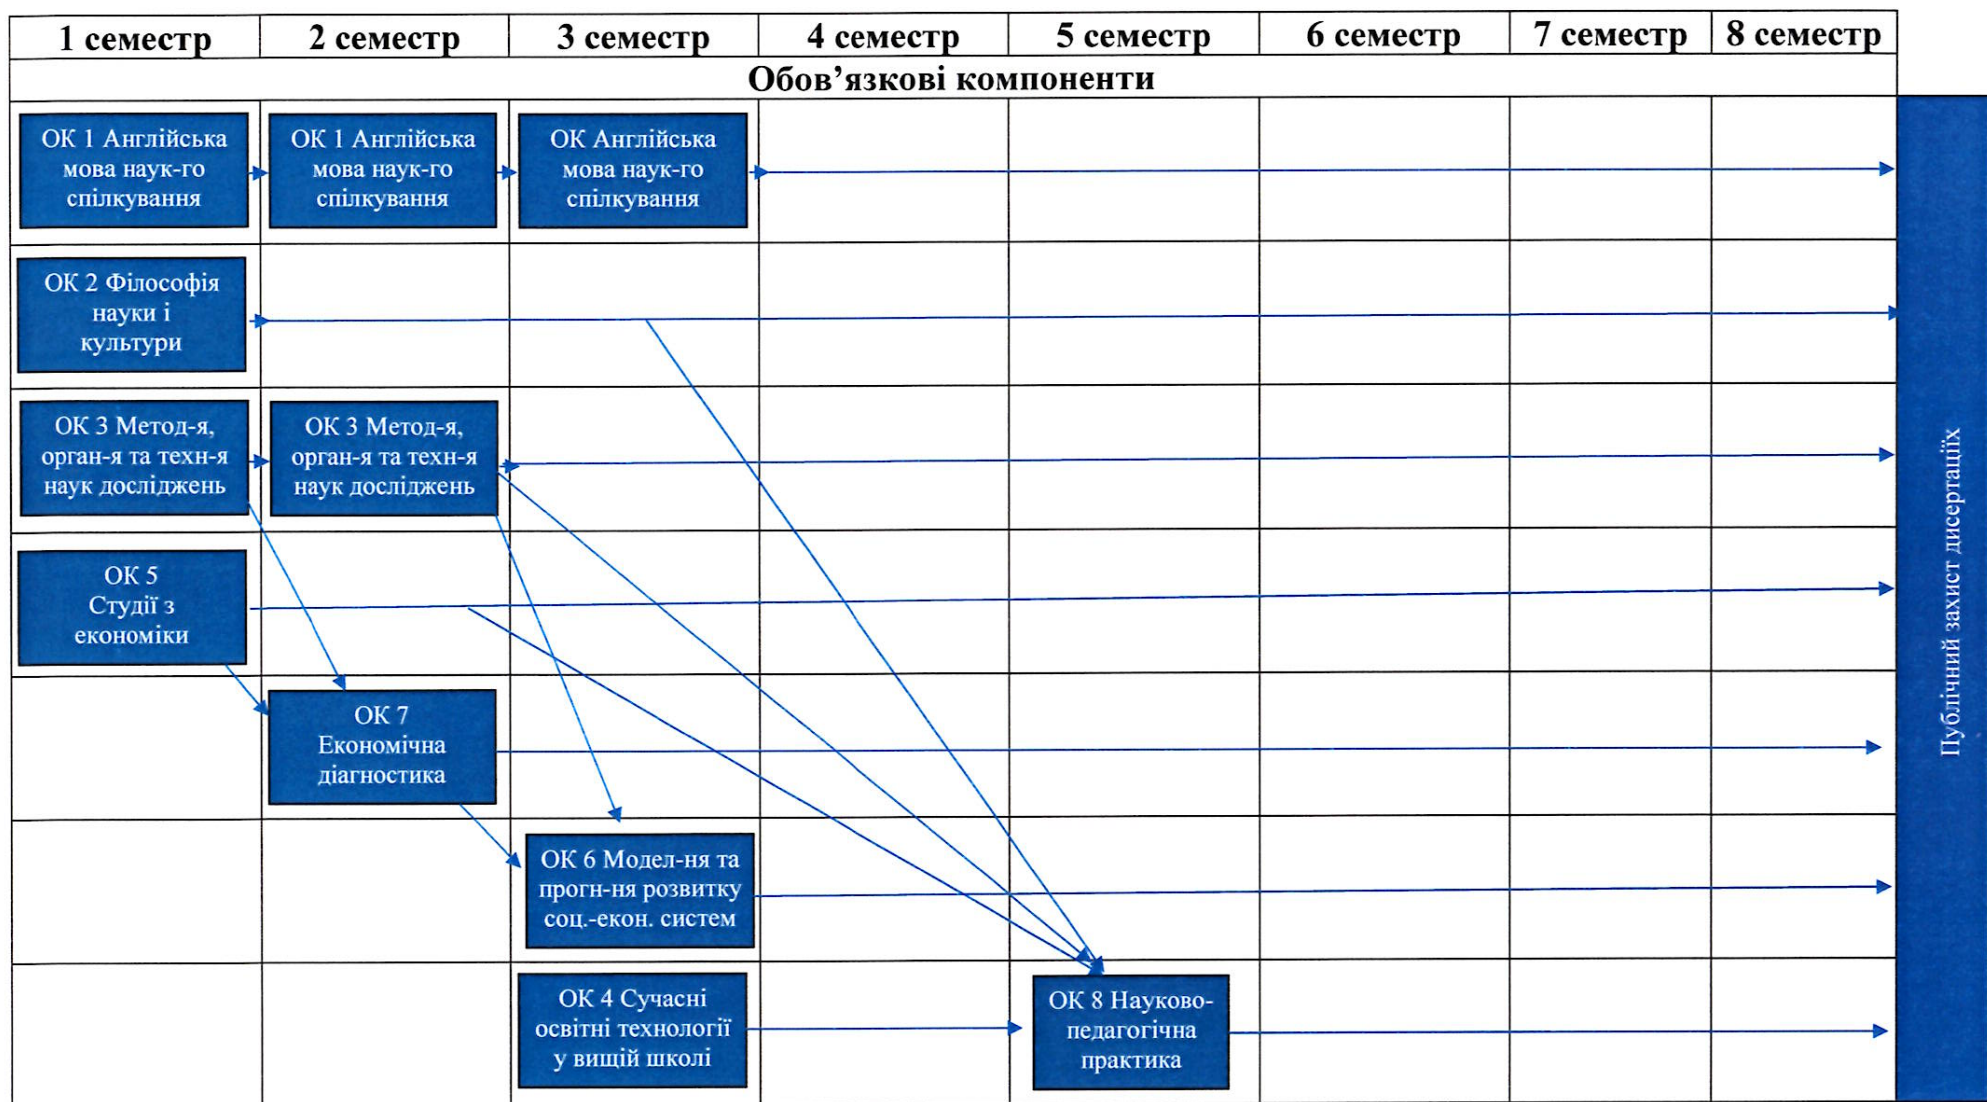 1 семестр 2 семестр 3 семестр 4 семестр 5 семестр 6 семестр 7 семестр 8 семестр
Обов’язкові компоненти
ОК 1 Англійська
мова наук-го
спілкування
ОК 1 Англійська
мова наук-го
спілкування
ОК Англійська
мова наук-го
спілкування
ОК 2 Філософія
науки і
культури
ОК 3 Метод-я,
орган-я та техн-я
наук досліджень
ОК 3 Метод-я,
орган-я та техн-я
наук досліджень
ОК 5
Студії з
економіки
ОК 7
Економічна
діагностика
ОК 6 Модел-ня та
прогн-ня розвитку
соц.-екон. систем
ОК 4 Сучасні
освітні технології
у вищій школі
ОК 8 Науково-
педагогічна
практика
Публічний захист дисертаціїх